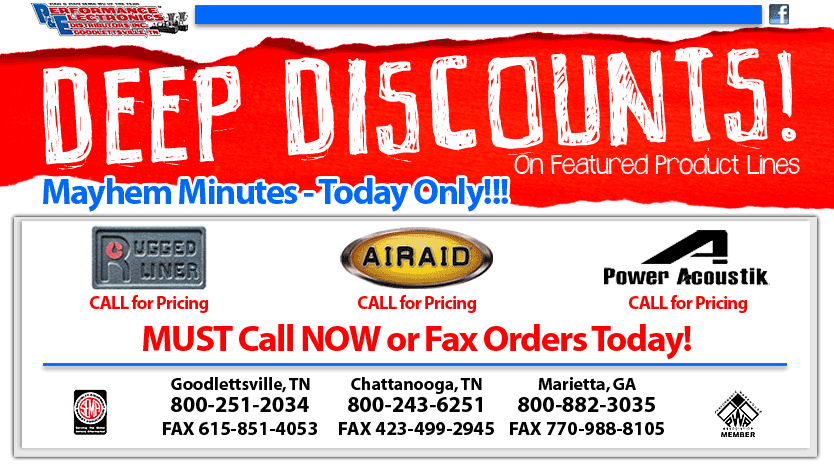 PERFORMANCE
ELECTRONICS
DISTRIBUTORS INC.
GOODLETTSVILLE, TN
f
DEEP DISCOUNTS!
On Featured Product Lines
Mayhem Minutes - Today Only!!!
RUGGED LINER
AIRAID
Power Acoustik
CALL for Pricing
CALL for Pricing
CALL for Pricing
MUST Call NOW or Fax Orders Today!
Goodlettsville, TN
800-251-2034
FAX 615-851-4053
Chattanooga, TN
800-243-6251
FAX 423-499-2945
Marietta, GA
800-882-3035
FAX 770-988-8105
SEMA
PWA
MEMBER